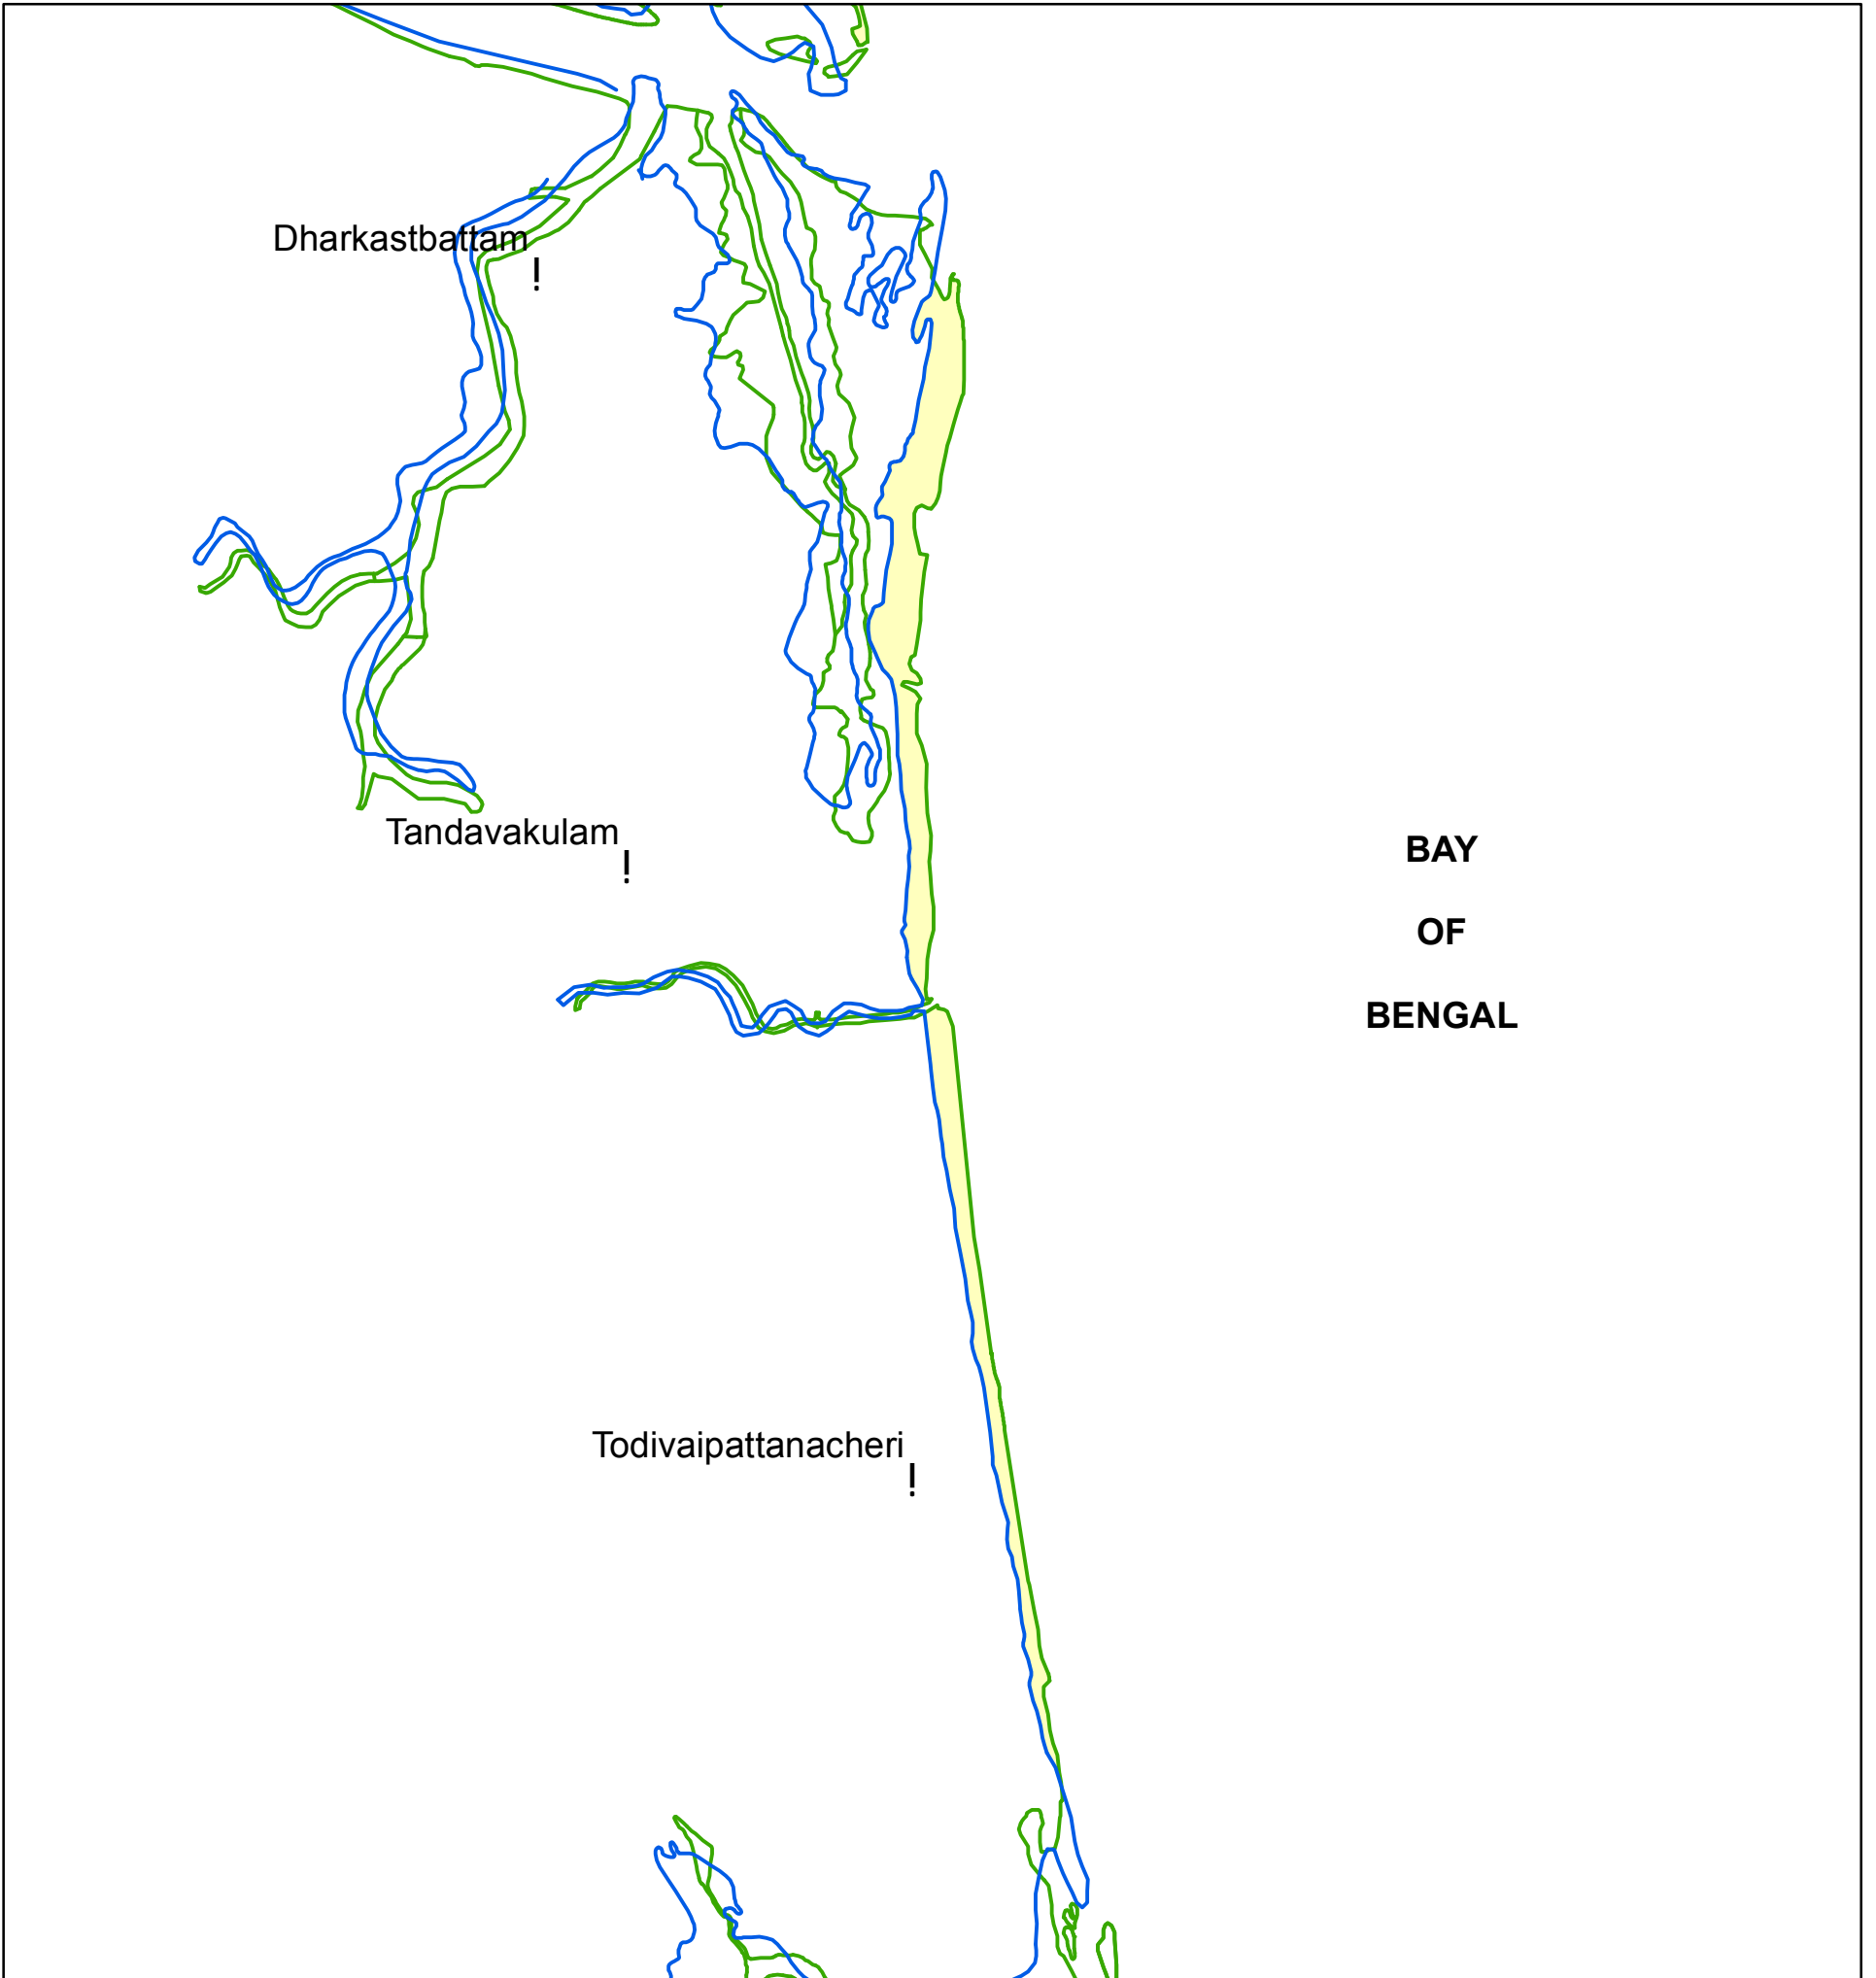 Dharkastbattam
!
Tandavakulam
!
BAY
OF
BENGAL
Todivaipattanacheri
!